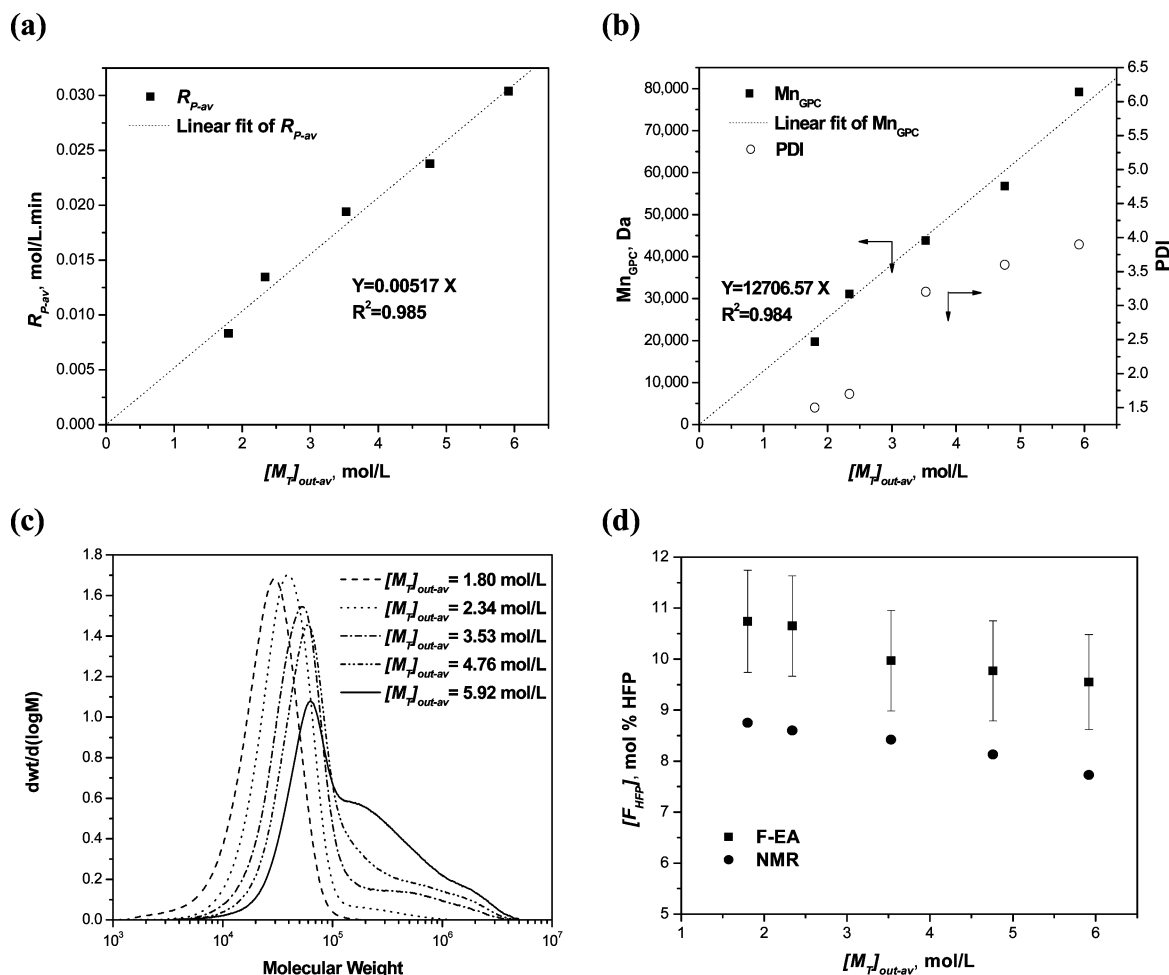 (a)
0.030
0.025
0.020
0.015
0.010
0.005
0.000
R_P-av, mol/L.min
R_P-av
Linear fit of R_P-av
Y=0.00517 X
R²=0.985
0 1 2 3 4 5 6
[M_T]_out-av, mol/L
(b)
80,000
70,000
60,000
50,000
40,000
30,000
20,000
10,000
0
Mn_GPC, Da
Mn_GPC
Linear fit of Mn_GPC
PDI
Y=12706.57 X
R²=0.984
6.5
6.0
5.5
5.0
4.5
4.0
3.5
3.0
2.5
2.0
1.5
PDI
0 1 2 3 4 5 6
[M_T]_out-av, mol/L
(c)
1.8
1.6
1.4
1.2
1.0
0.8
0.6
0.4
0.2
0.0
dwt/d(logM)
[M_T]_out-av= 1.80 mol/L
[M_T]_out-av= 2.34 mol/L
[M_T]_out-av= 3.53 mol/L
[M_T]_out-av= 4.76 mol/L
[M_T]_out-av= 5.92 mol/L
10³ 10⁴ 10⁵ 10⁶ 10⁷
Molecular Weight
(d)
12
11
10
9
8
7
6
5
[F_HFP], mol % HFP
F-EA
NMR
1 2 3 4 5 6
[M_T]_out-av, mol/L